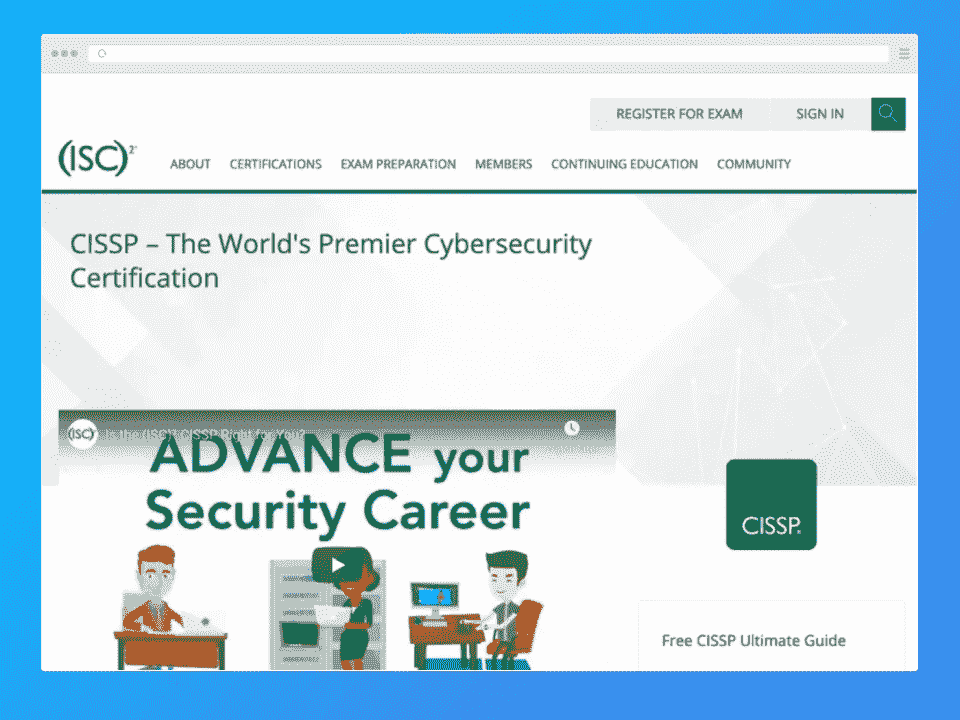 REGISTER FOR EXAM SIGN IN
(ISC)²
ABOUT CERTIFICATIONS EXAM PREPARATION MEMBERS CONTINUING EDUCATION COMMUNITY
CISSP – The World's Premier Cybersecurity
Certification
(ISC)² Is the (ISC)² CISSP Right for You?
ADVANCE your
Security Career
CISSP®
Free CISSP Ultimate Guide